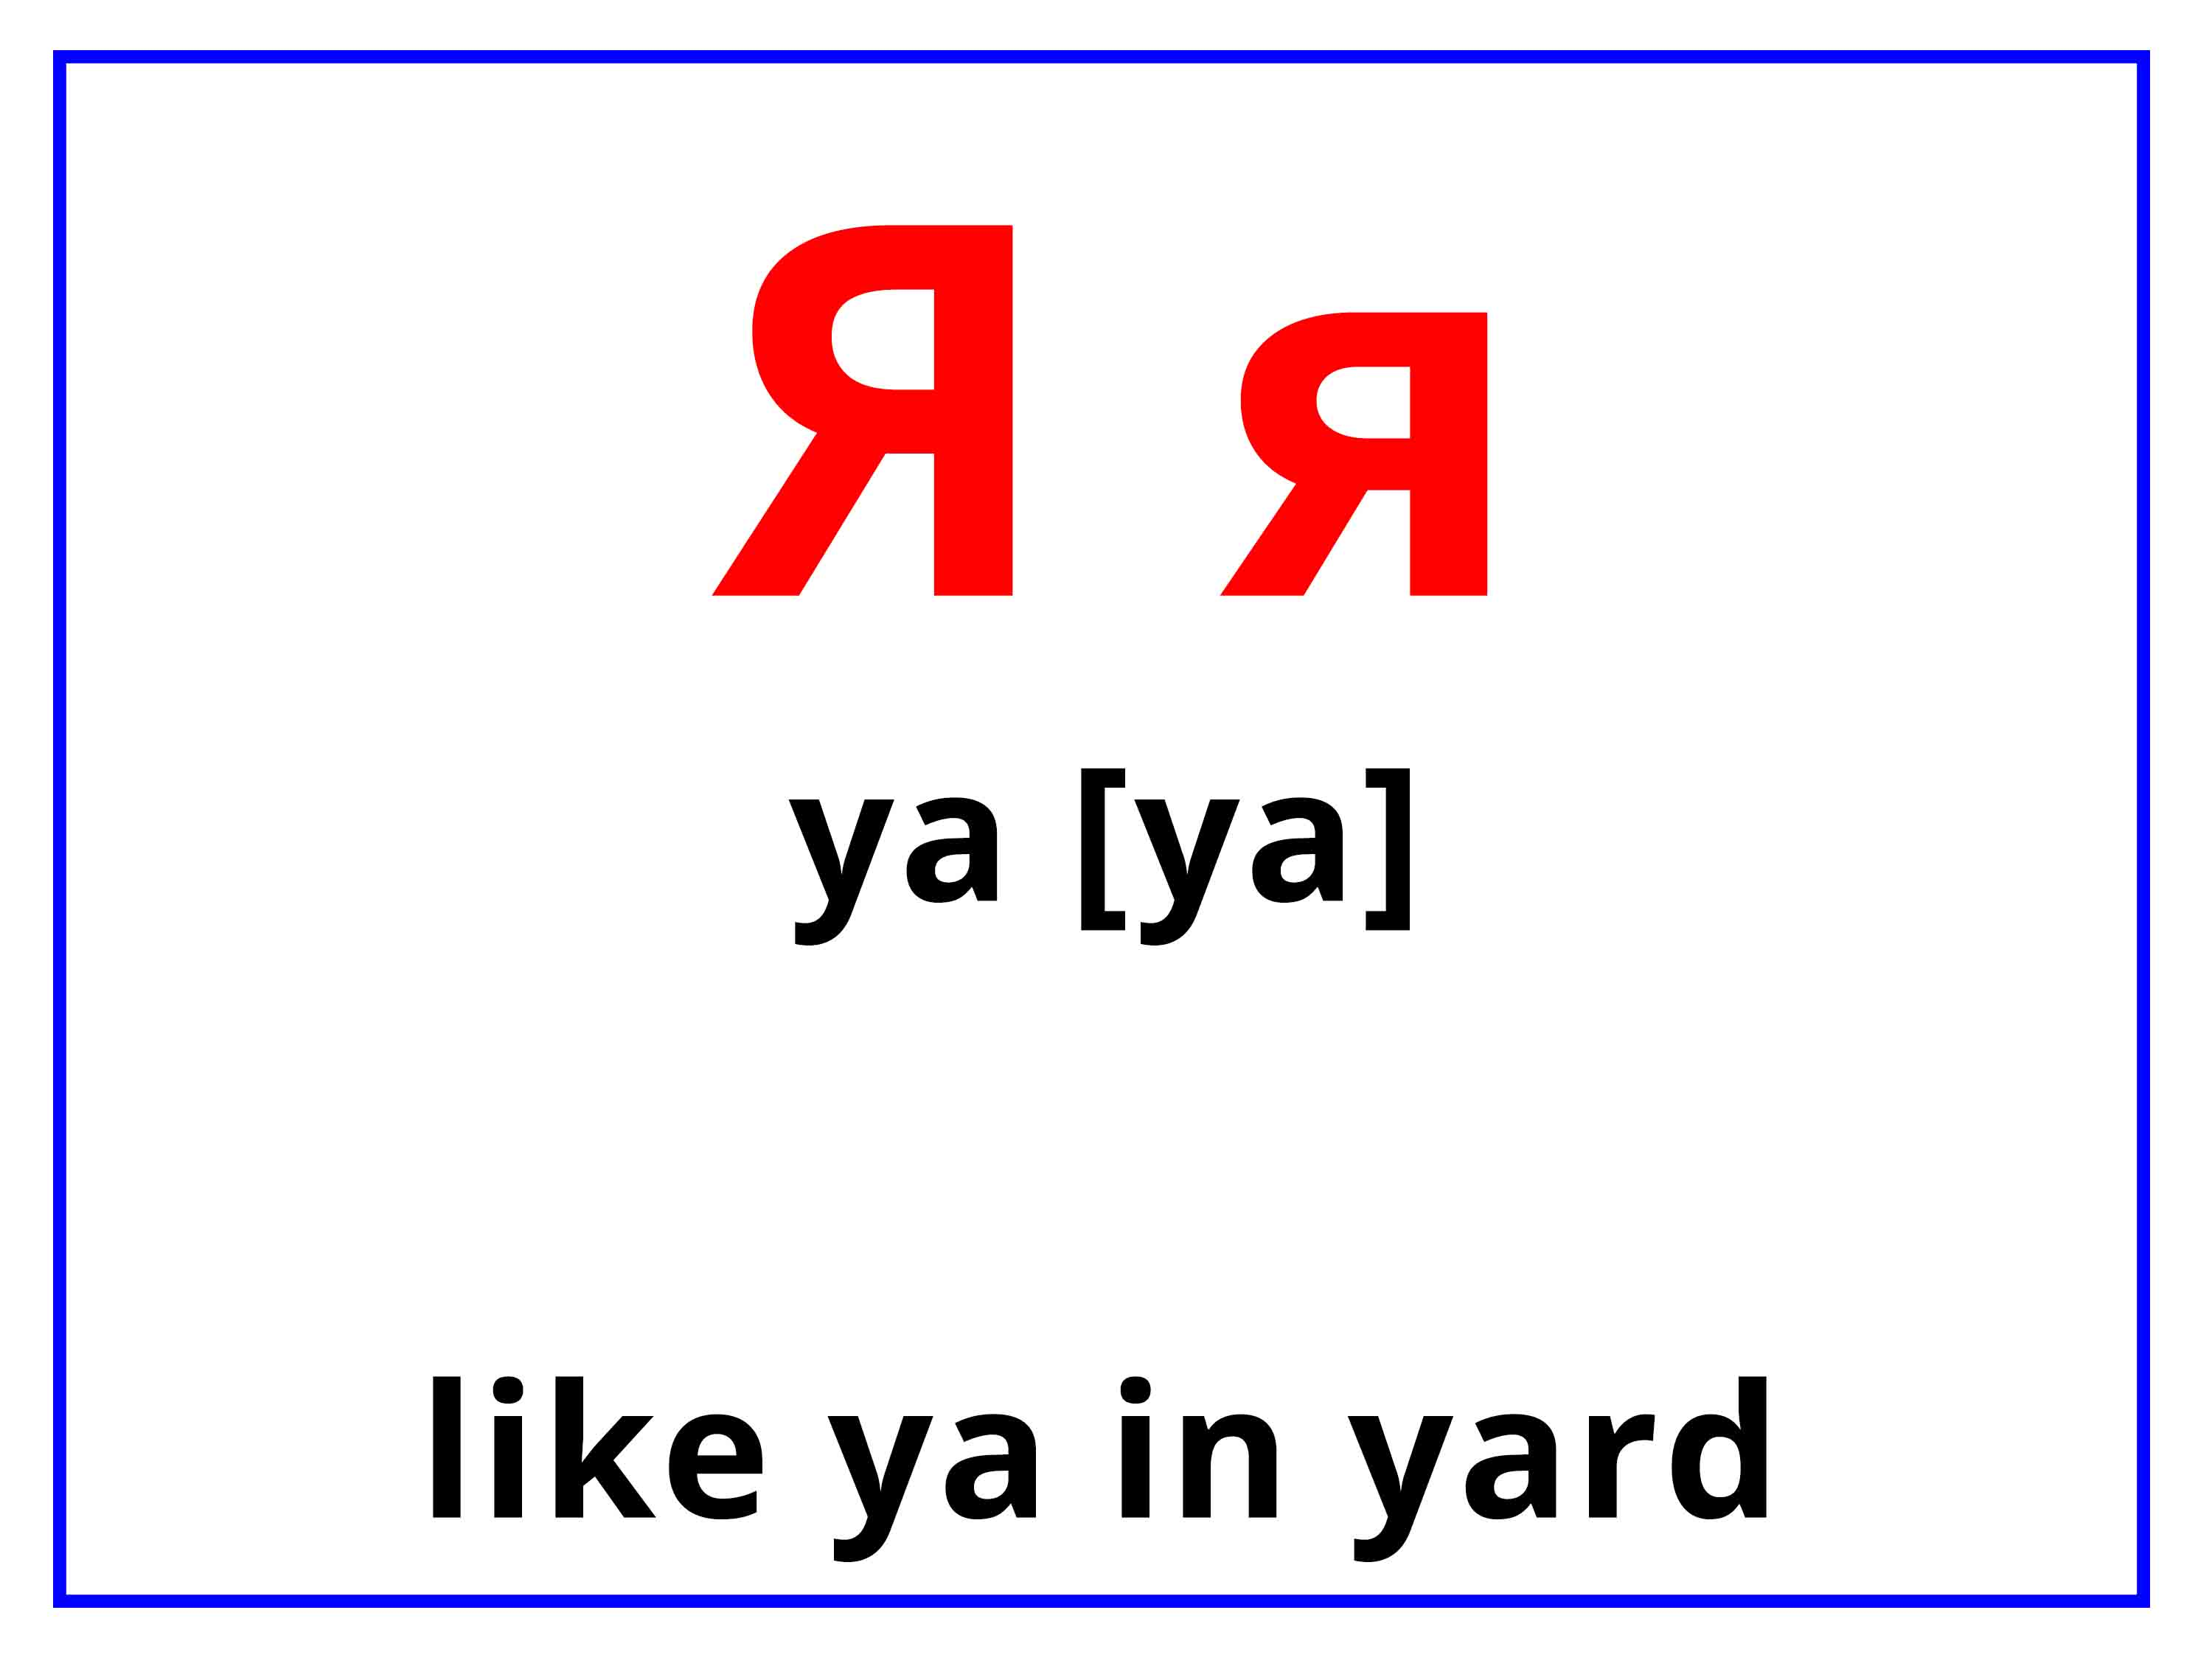 Я я
ya [ya]
like ya in yard